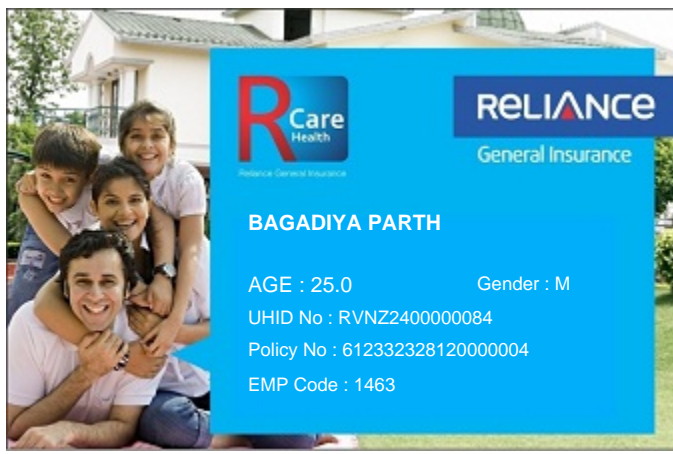 R Care
Health
Reliance General Insurance
RELIANCE
General Insurance
BAGADIYA PARTH
AGE : 25.0 Gender : M
UHID No : RVNZ2400000084
Policy No : 612332328120000004
EMP Code : 1463